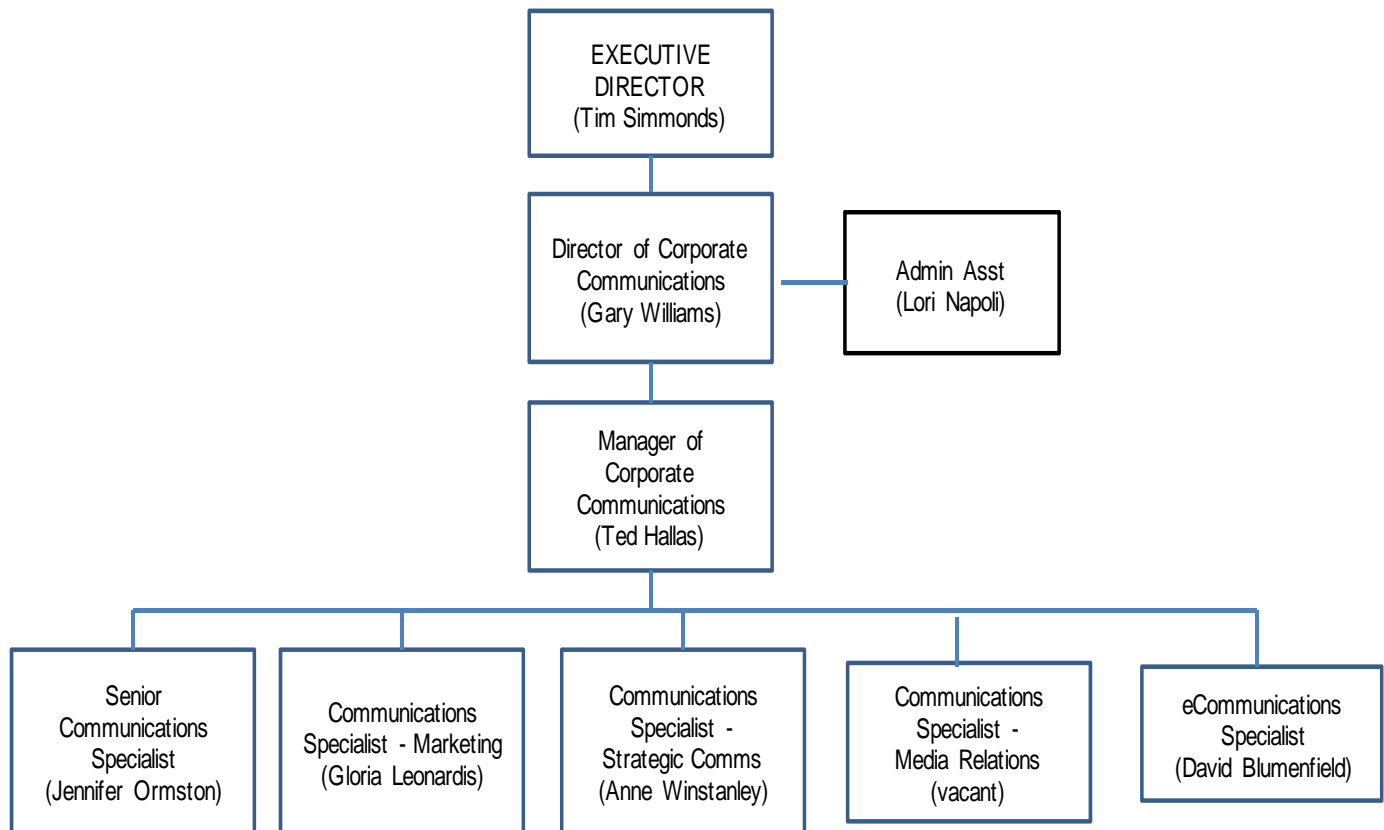 EXECUTIVE
DIRECTOR
(Tim Simmonds)
Director of Corporate
Communications
(Gary Williams)
Admin Asst
(Lori Napoli)
Manager of
Corporate
Communications
(Ted Hallas)
Senior
Communications
Specialist
(Jennifer Ormston)
Communications
Specialist - Marketing
(Gloria Leonardis)
Communications
Specialist -
Strategic Comms
(Anne Winstanley)
Communications
Specialist -
Media Relations
(vacant)
eCommunications
Specialist
(David Blumenfield)